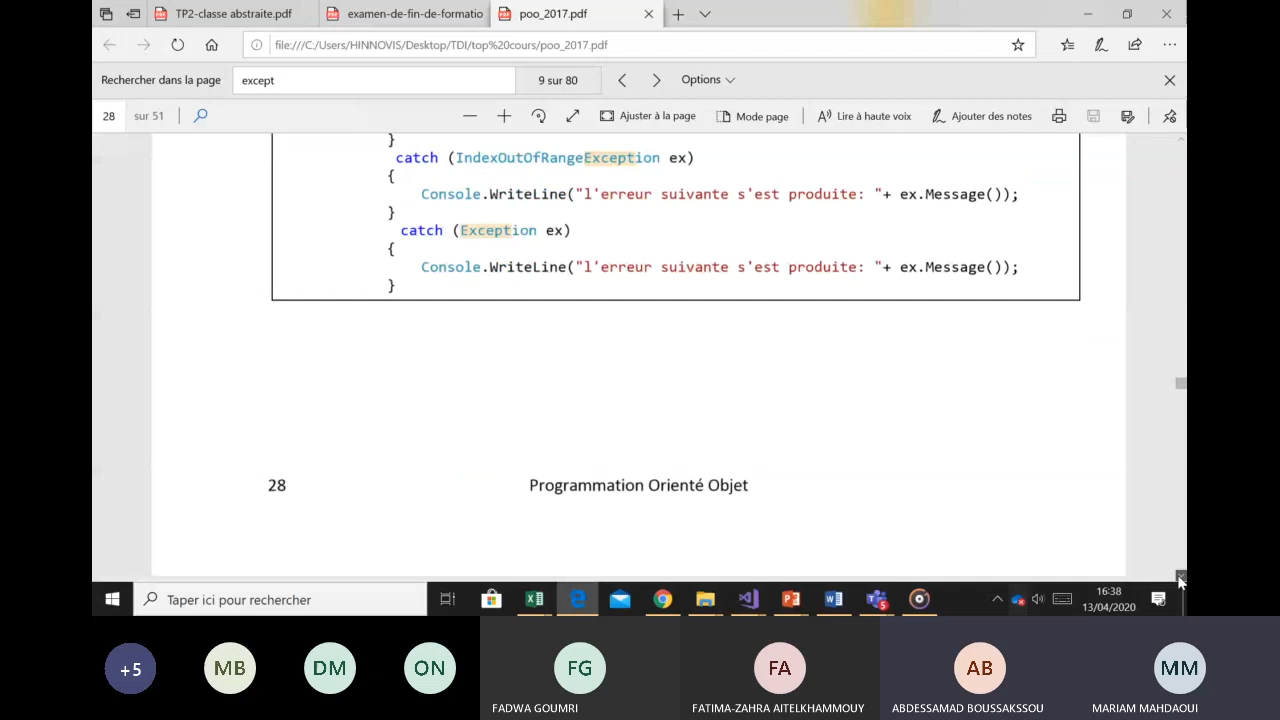 TP2-classe abstraite.pdf
examen-de-fin-de-formatio
poo_2017.pdf
file:///C:/Users/HINNOVIS/Desktop/TDI/top%20cours/poo_2017.pdf
Rechercher dans la page
except
9 sur 80
Options
28
sur 51
Ajuster à la page
Mode page
Lire à haute voix
Ajouter des notes
}
catch (IndexOutOfRangeException ex)
{
Console.WriteLine("l'erreur suivante s'est produite: "+ ex.Message());
}
catch (Exception ex)
{
Console.WriteLine("l'erreur suivante s'est produite: "+ ex.Message());
}
28
Programmation Orienté Objet
Taper ici pour rechercher
16:38
13/04/2020
+5
MB
DM
ON
FG
FA
AB
MM
FADWA GOUMRI
FATIMA-ZAHRA AITELKHAMMOUY
ABDESSAMAD BOUSSAKSSOU
MARIAM MAHDAOUI